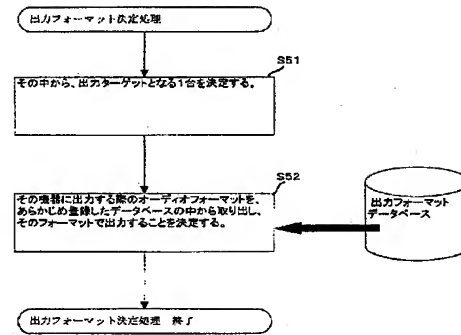 出力フォーマット決定処理
S51
その中から、出力ターゲットとなる1台を決定する。
S52
その機器に出力する際のオーディオフォーマットを、
あらかじめ登録したデータベースの中から取り出し、
そのフォーマットで出力することを決定する。
出力フォーマット
データベース
出力フォーマット決定処理 終了